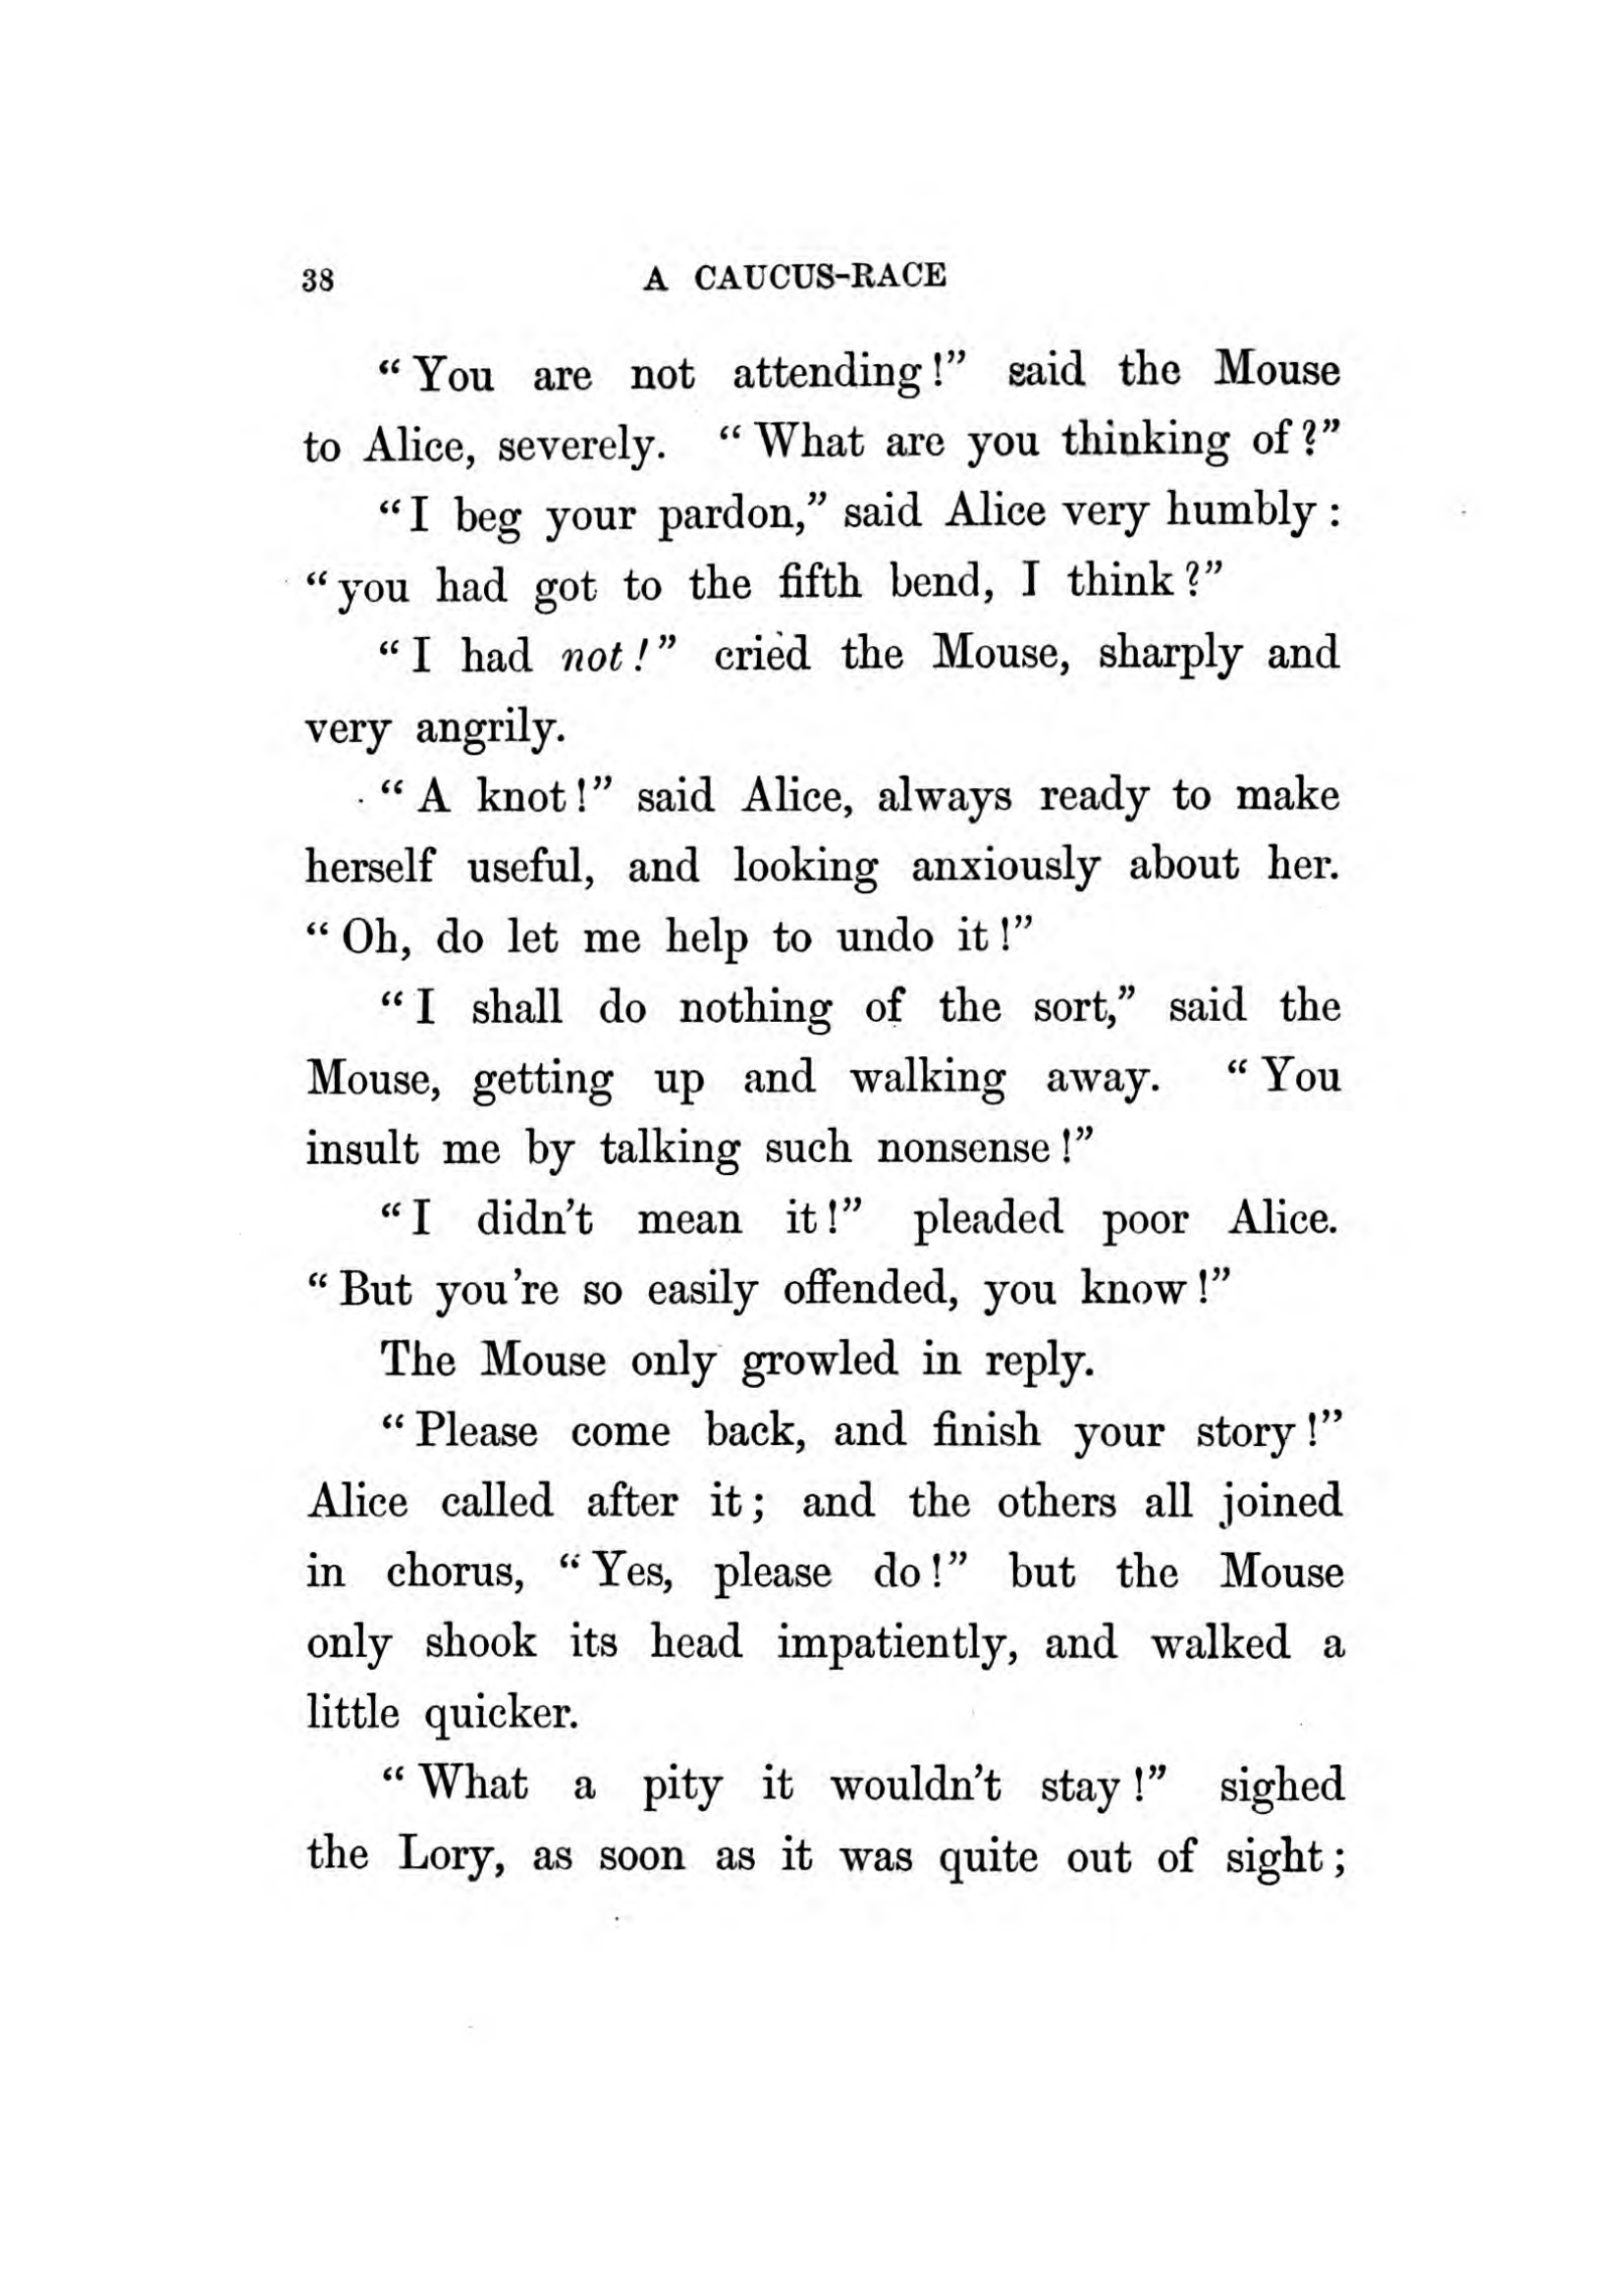 38 A CAUCUS-RACE
“You are not attending!” said the Mouse
to Alice, severely. “What are you thinking of?”
“I beg your pardon,” said Alice very humbly:
“you had got to the fifth bend, I think?”
“I had not!” cried the Mouse, sharply and
very angrily.
“A knot!” said Alice, always ready to make
herself useful, and looking anxiously about her.
“Oh, do let me help to undo it!”
“I shall do nothing of the sort,” said the
Mouse, getting up and walking away. “You
insult me by talking such nonsense!”
“I didn’t mean it!” pleaded poor Alice.
“But you’re so easily offended, you know!”
The Mouse only growled in reply.
“Please come back, and finish your story!”
Alice called after it; and the others all joined
in chorus, “Yes, please do!” but the Mouse
only shook its head impatiently, and walked a
little quicker.
“What a pity it wouldn’t stay!” sighed
the Lory, as soon as it was quite out of sight;